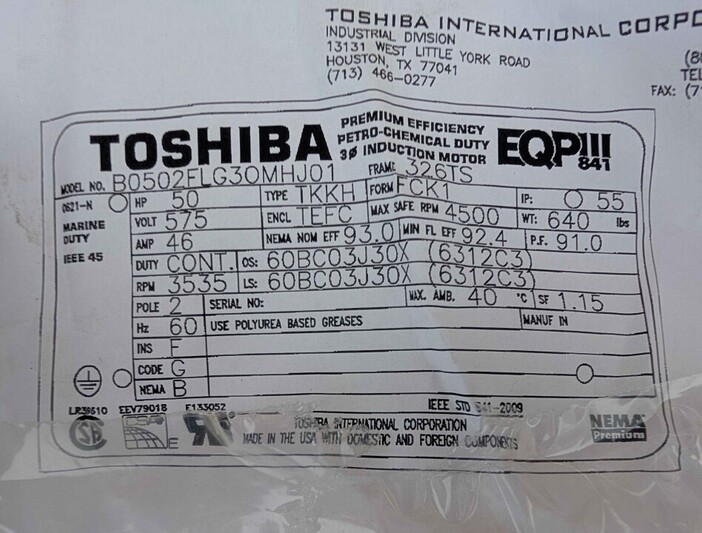 TOSHIBA INTERNATIONAL CORPO
INDUSTRIAL DIVISION
13131 WEST LITTLE YORK ROAD
HOUSTON, TX 77041
(713) 466-0277
(8
TEL
FAX: (7
TOSHIBA
PREMIUM EFFICIENCY
PETRO-CHEMICAL DUTY
3Ø INDUCTION MOTOR
EQPIII
841
MODEL NO. B0502FLG3OMHJ01 FRAME 326TS
0621-N HP 50 TYPE TKKH FORM FCK1 IP: 55
MARINE DUTY
IEEE 45
VOLT 575 ENCL TEFC MAX SAFE RPM 4500 WT: 640 lbs
AMP 46 NEMA NOM EFF 93.0 MIN FL EFF 92.4 P.F. 91.0
DUTY CONT. OS: 60BC03J30X (6312C3)
RPM 3535 LS: 60BC03J30X (6312C3)
POLE 2 SERIAL NO: MAX. AMB. 40 °C SF 1.15
Hz 60 USE POLYUREA BASED GREASES MANUF IN
INS F
CODE G
NEMA B
LR38510 EEV79018 E133052 IEEE STD 841-2009
TOSHIBA INTERNATIONAL CORPORATION
MADE IN THE USA WITH DOMESTIC AND FOREIGN COMPONENTS
NEMA
Premium